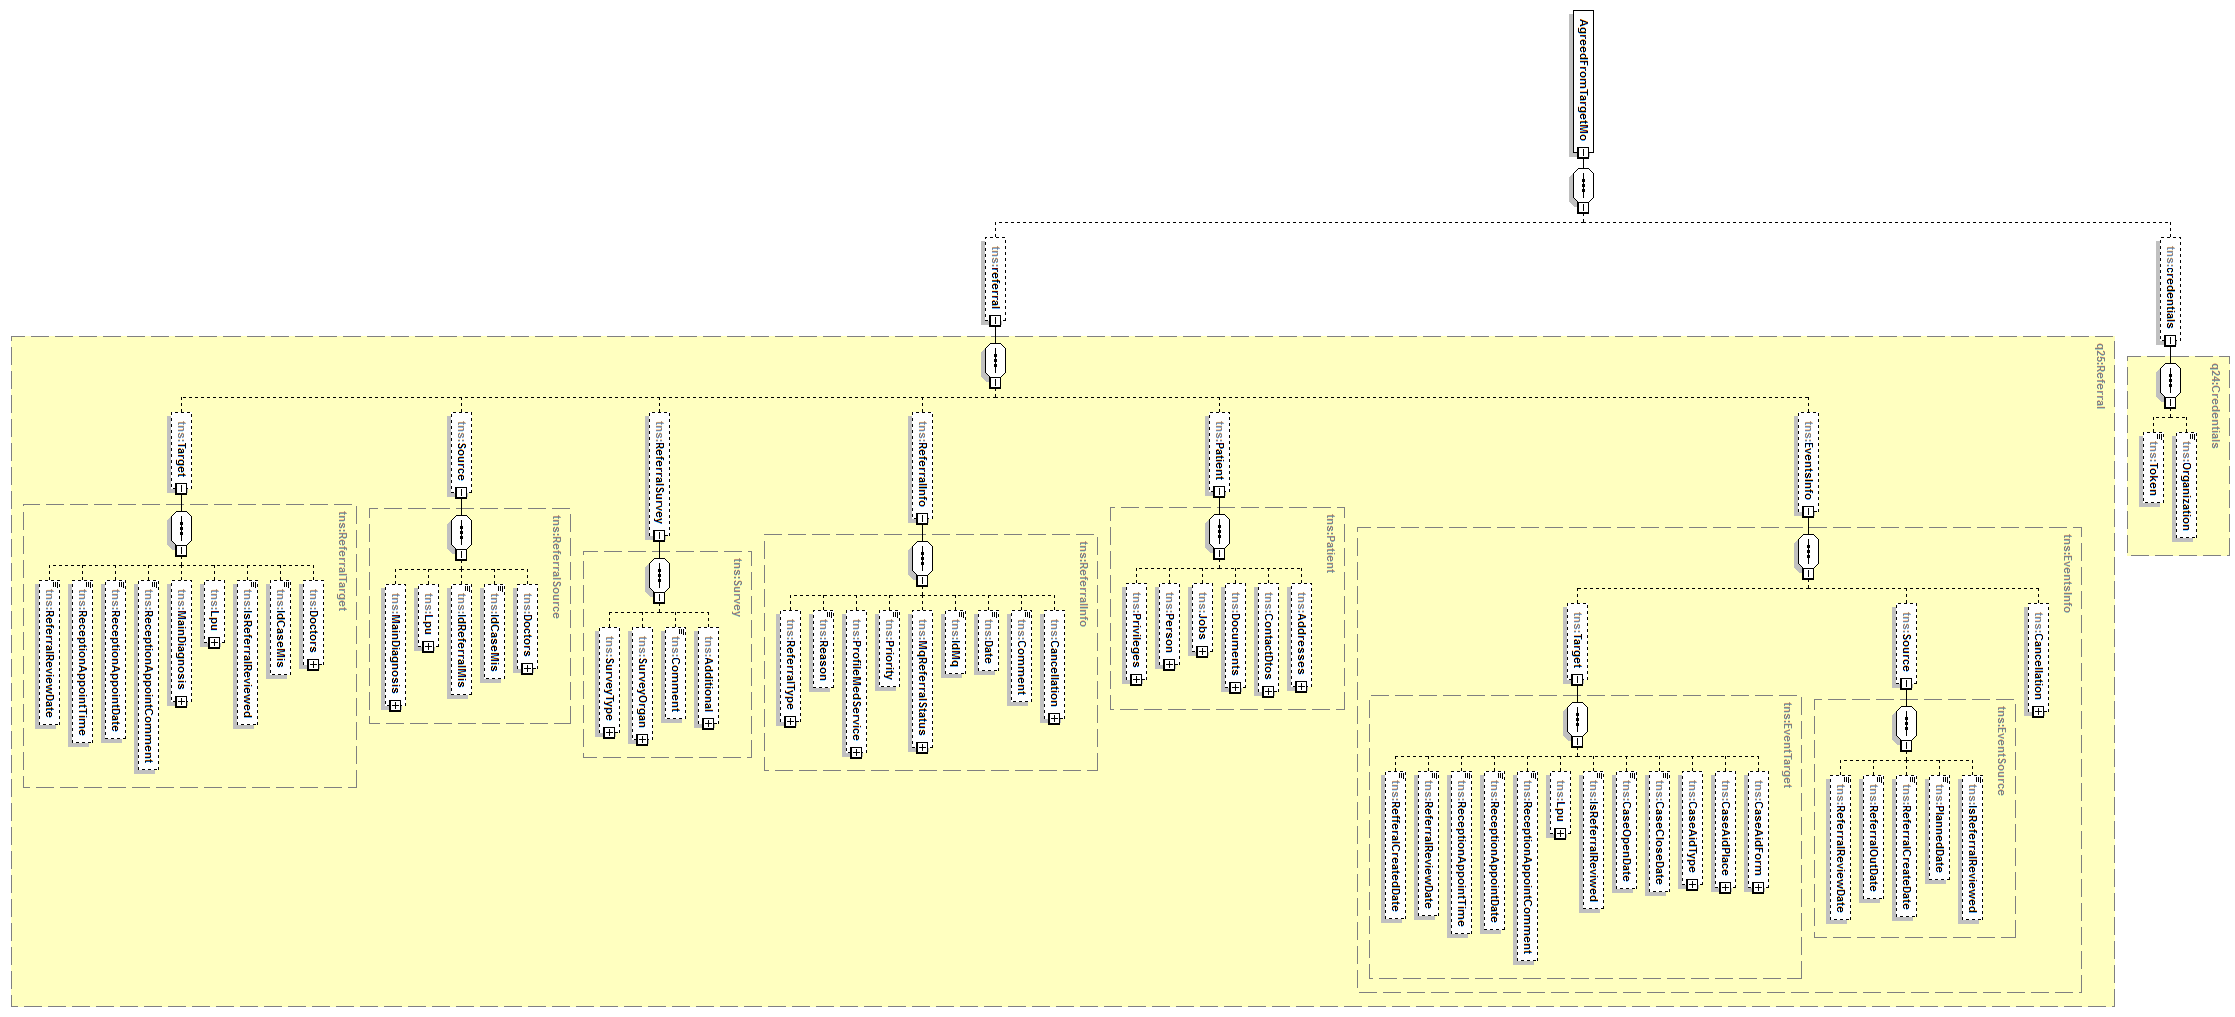 AgreedFromTargetMo
tns:credentials
q24:Credentials
tns:Organization
tns:Token
tns:referral
q25:Referral
tns:EventsInfo
tns:EventsInfo
tns:Cancellation
tns:Source
tns:EventSource
tns:IsReferralReviewed
tns:PlannedDate
tns:ReferralCreateDate
tns:ReferralOutDate
tns:ReferralReviewDate
tns:Target
tns:EventTarget
tns:CaseAidForm
tns:CaseAidPlace
tns:CaseAidType
tns:CaseCloseDate
tns:CaseOpenDate
tns:IsReferralReviwed
tns:Lpu
tns:ReceptionAppointComment
tns:ReceptionAppointDate
tns:ReceptionAppointTime
tns:ReferralReviewDate
tns:RefferalCreatedDate
tns:Patient
tns:Patient
tns:Addresses
tns:ContactDtos
tns:Documents
tns:Jobs
tns:Person
tns:Privileges
tns:ReferralInfo
tns:ReferralInfo
tns:Cancellation
tns:Comment
tns:Date
tns:IdMq
tns:MqReferralStatus
tns:Priority
tns:ProfileMedService
tns:Reason
tns:ReferralType
tns:ReferralSurvey
tns:Survey
tns:Additional
tns:Comment
tns:SurveyOrgan
tns:SurveyType
tns:Source
tns:ReferralSource
tns:Doctors
tns:IdCaseMis
tns:IdReferralMis
tns:Lpu
tns:MainDiagnosis
tns:Target
tns:ReferralTarget
tns:Doctors
tns:IdCaseMis
tns:IsReferralReviewed
tns:Lpu
tns:MainDiagnosis
tns:ReceptionAppointComment
tns:ReceptionAppointDate
tns:ReceptionAppointTime
tns:ReferralReviewDate